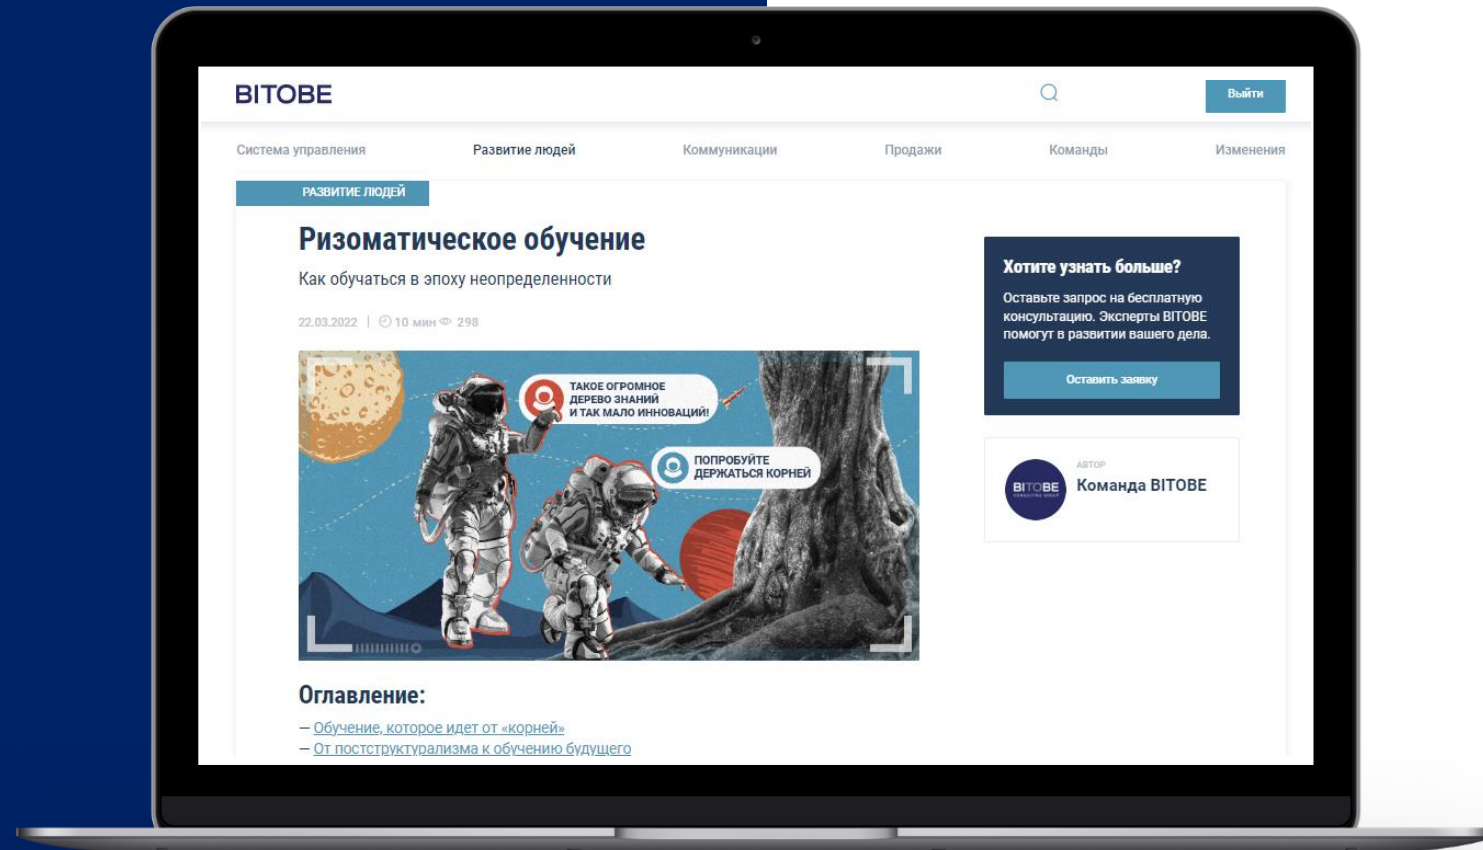 BITOBE
Выйти
Система управления
Развитие людей
Коммуникации
Продажи
Команды
Изменения
РАЗВИТИЕ ЛЮДЕЙ
Ризоматическое обучение
Как обучаться в эпоху неопределенности
22.03.2022 | 10 мин 298
ТАКОЕ ОГРОМНОЕ
ДЕРЕВО ЗНАНИЙ
И ТАК МАЛО ИННОВАЦИЙ!
ПОПРОБУЙТЕ
ДЕРЖАТЬСЯ КОРНЕЙ
Оглавление:
— Обучение, которое идет от «корней»
— От постструктурализма к обучению будущего
Хотите узнать больше?
Оставьте запрос на бесплатную
консультацию. Эксперты BITOBE
помогут в развитии вашего дела.
Оставить заявку
BITOBE
CONSULTING GROUP
АВТОР
Команда BITOBE